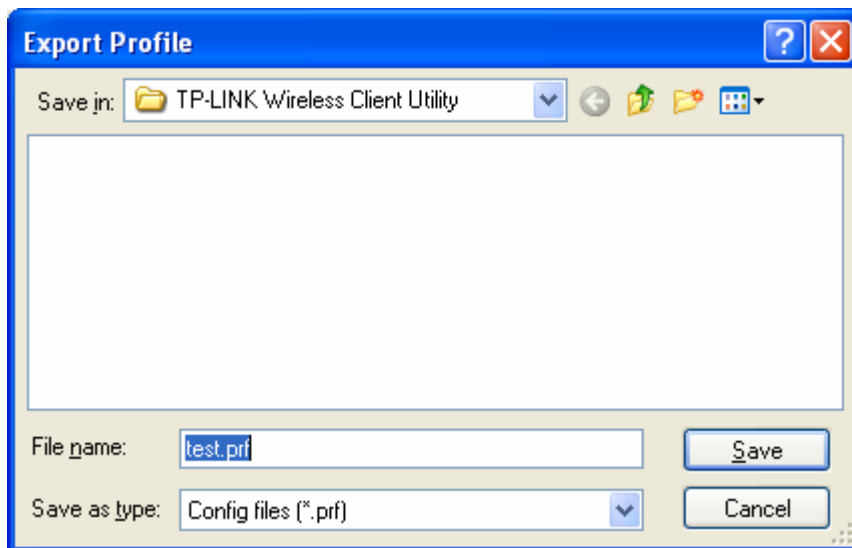 Export Profile
Save in: TP-LINK Wireless Client Utility
File name: test.prf Save
Save as type: Config files (*.prf) Cancel